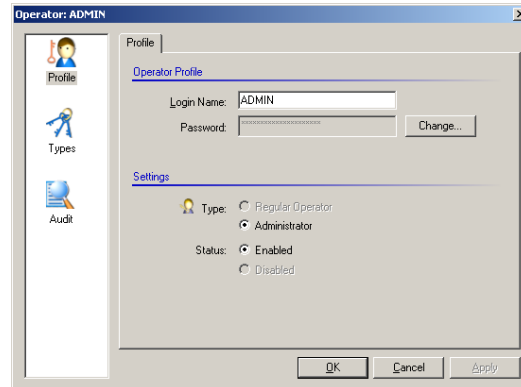 Operator: ADMIN
Profile
Types
Audit
Profile
Operator Profile
Login Name: ADMIN
Password: Change...
Settings
Type: Regular Operator
Administrator
Status: Enabled
Disabled
OK Cancel Apply